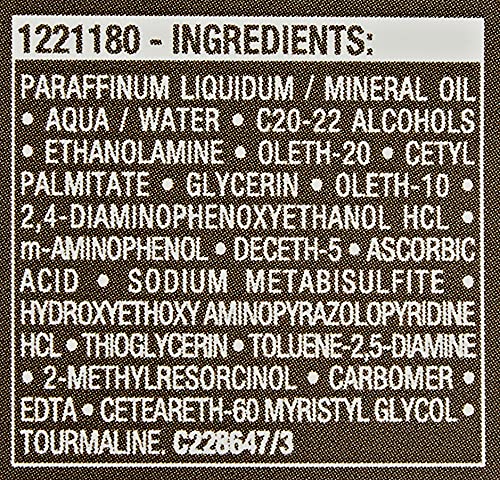 1221180 - INGREDIENTS:
PARAFFINUM LIQUIDUM / MINERAL OIL
• AQUA / WATER • C20-22 ALCOHOLS
• ETHANOLAMINE • OLETH-20 • CETYL
PALMITATE • GLYCERIN • OLETH-10 •
2,4-DIAMINOPHENOXYETHANOL HCL •
m-AMINOPHENOL • DECETH-5 • ASCORBIC
ACID • SODIUM METABISULFITE •
HYDROXYETHOXY AMINOPYRAZOLOPYRIDINE
HCL • THIOGLYCERIN • TOLUENE-2,5-DIAMINE
• 2-METHYLRESORCINOL • CARBOMER •
EDTA • CETEARETH-60 MYRISTYL GLYCOL •
TOURMALINE. C228647/3